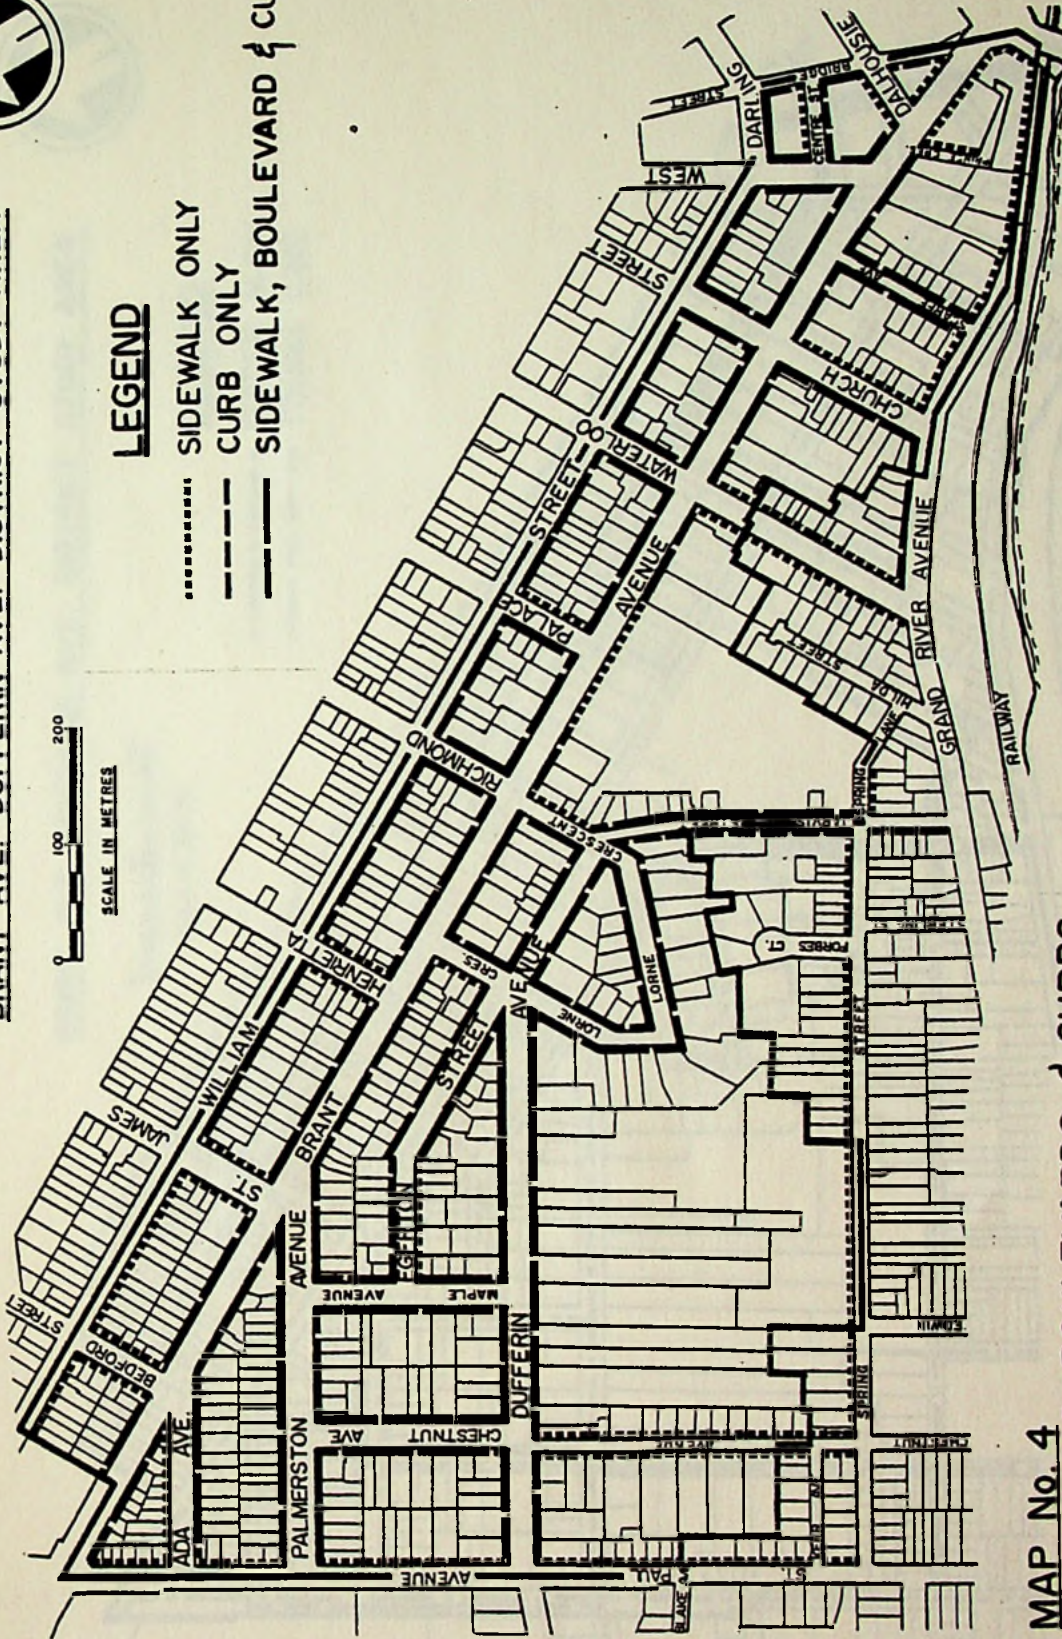 LEGEND
SIDEWALK ONLY
CURB ONLY
SIDEWALK, BOULEVARD &
0 100 200
SCALE IN METRES
STREET
DARLING
BRIDGE
DALHOUSIE
CENTRE ST.
WEST
STREET
CHURCH
WATERLOO
STREET
AVENUE
PALACE
RICHMOND
HENRIETTA
WILLIAM
JAMES
ST.
STREET
BEDFORD
BRANT
AVENUE
ADA AVE.
PALMERSTON
AVENUE
MAPLE
EGERTON
STREET
CRES.
CRESCENT
AVENUE
LORNE
LORNE
FORBES
CT.
JARVIS
SPRING
LANE
HILDA
STREET
GRAND
RIVER
AVENUE
RAILWAY
DUFFERIN
CHESTNUT
AVE
AVENUE
STREET
SPRING
EDWIN
CHESTNUT
PAUL
ST.
AVENUE
BLAKE
MAP No. 4